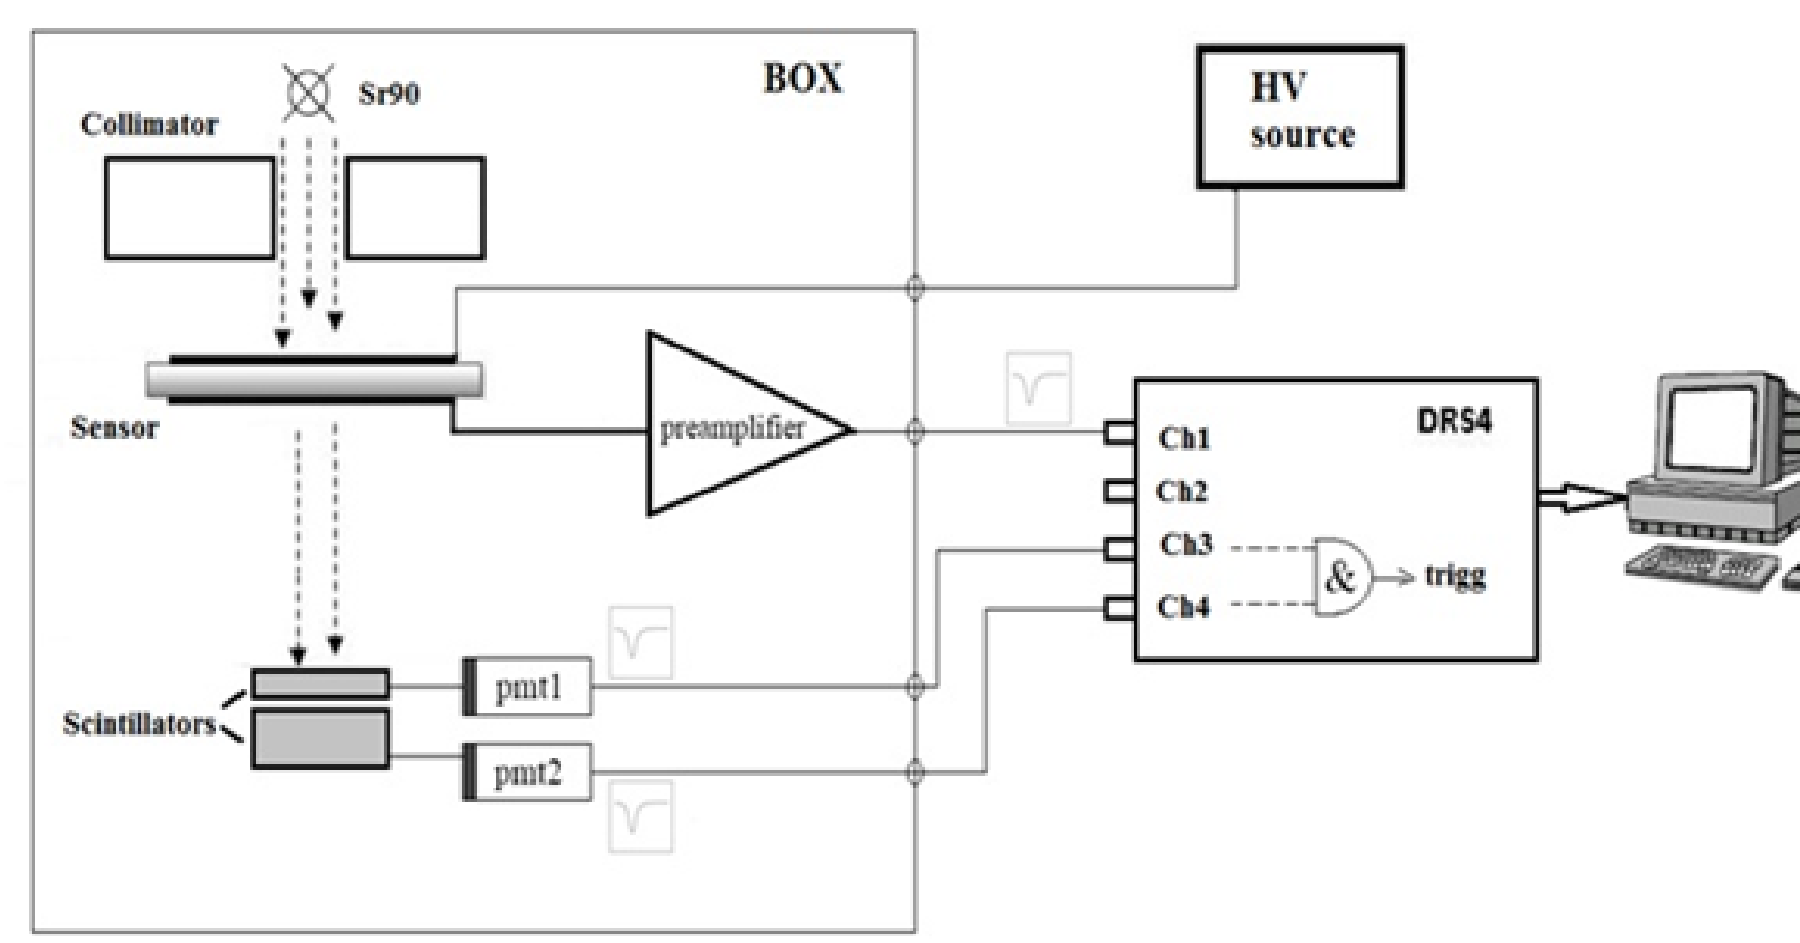 BOX
Sr90
Collimator
HV
source
Sensor
preamplifier
DRS4
Ch1
Ch2
Ch3
Ch4
&
trigg
Scintillators
pmt1
pmt2